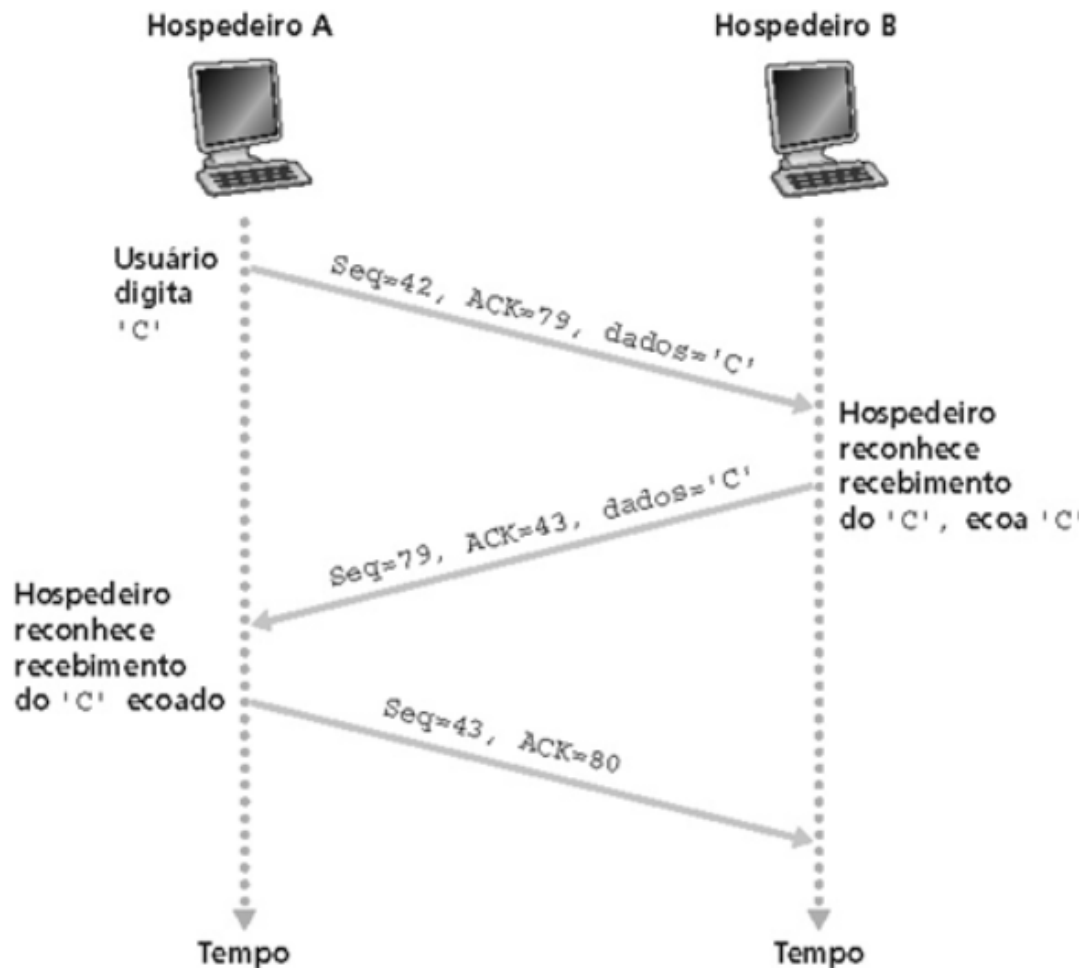 Hospedeiro A
Hospedeiro B
Usuário
digita
'C'
Seq=42, ACK=79, dados='C'
Hospedeiro
reconhece
recebimento
do 'C', ecoa 'C'
Seq=79, ACK=43, dados='C'
Hospedeiro
reconhece
recebimento
do 'C' ecoado
Seq=43, ACK=80
Tempo
Tempo